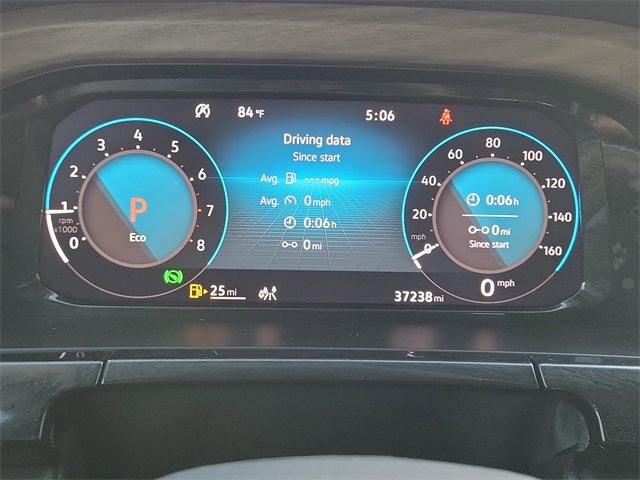 84 °F
5:06
Driving data
Since start
Avg. --- mpg
Avg. 0 mph
0:06 h
0 mi
0 1 2 3 4 5 6 7 8
rpm
x1000
P
Eco
0 20 40 60 80 100 120 140 160
mph
0:06 h
0 mi
Since start
0 mph
25 mi
37238 mi